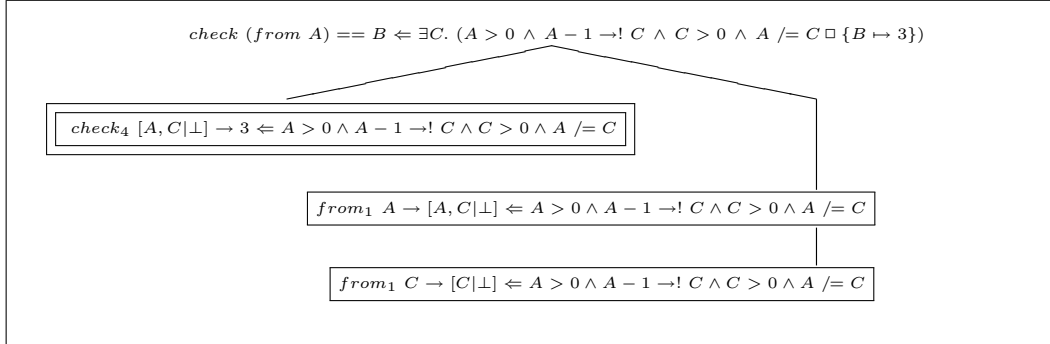 check (from A) == B ⇐ ∃C. (A > 0 ∧ A − 1 →! C ∧ C > 0 ∧ A /= C □ {B ↦ 3})
check₄ [A, C|⊥] → 3 ⇐ A > 0 ∧ A − 1 →! C ∧ C > 0 ∧ A /= C
from₁ A → [A, C|⊥] ⇐ A > 0 ∧ A − 1 →! C ∧ C > 0 ∧ A /= C
from₁ C → [C|⊥] ⇐ A > 0 ∧ A − 1 →! C ∧ C > 0 ∧ A /= C